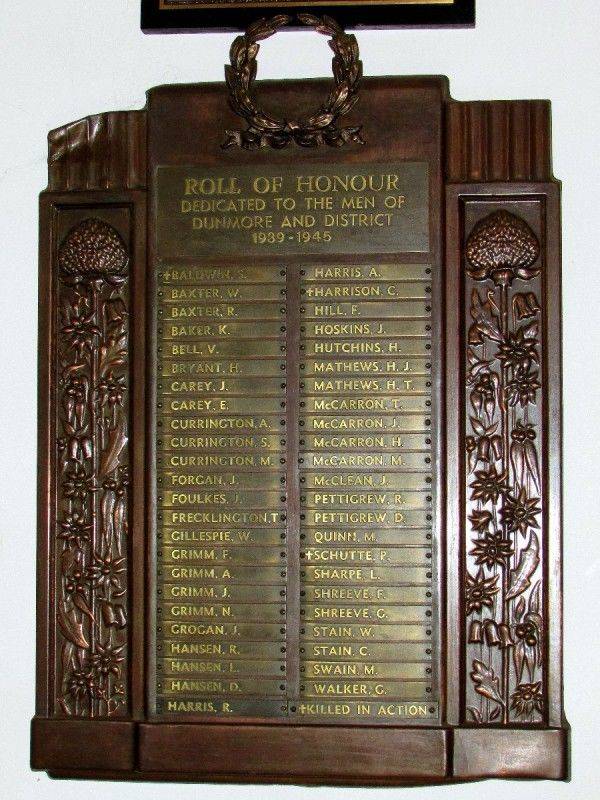 ROLL OF HONOUR
DEDICATED TO THE MEN OF
DUNMORE AND DISTRICT
1939-1945
✝BALDWIN, S.
BAXTER, W.
BAXTER, R.
BAKER, K.
BELL, V.
BRYANT, H.
CAREY, J.
CAREY, E.
CURRINGTON, A.
CURRINGTON, S.
CURRINGTON, M.
FORGAN, J.
FOULKES, J.
FRECKLINGTON, T
GILLESPIE, W.
GRIMM, F.
GRIMM, A.
GRIMM, J.
GRIMM, N.
GROGAN, J.
HANSEN, R.
HANSEN, L.
HANSEN, D.
HARRIS, R.
HARRIS, A.
✝HARRISON, C.
HILL, F.
HOSKINS, J.
HUTCHINS, H.
MATHEWS, H. J.
MATHEWS, H. T.
McCARRON, T.
McCARRON, J.
McCARRON, H.
McCARRON, M.
McCLEAN, J.
PETTIGREW, R.
PETTIGREW, D.
QUINN, M.
✝SCHUTTE, P.
SHARPE, L.
SHREEVE, F.
SHREEVE, G.
STAIN, W.
STAIN, C.
SWAIN, M.
WALKER, G.
✝KILLED IN ACTION